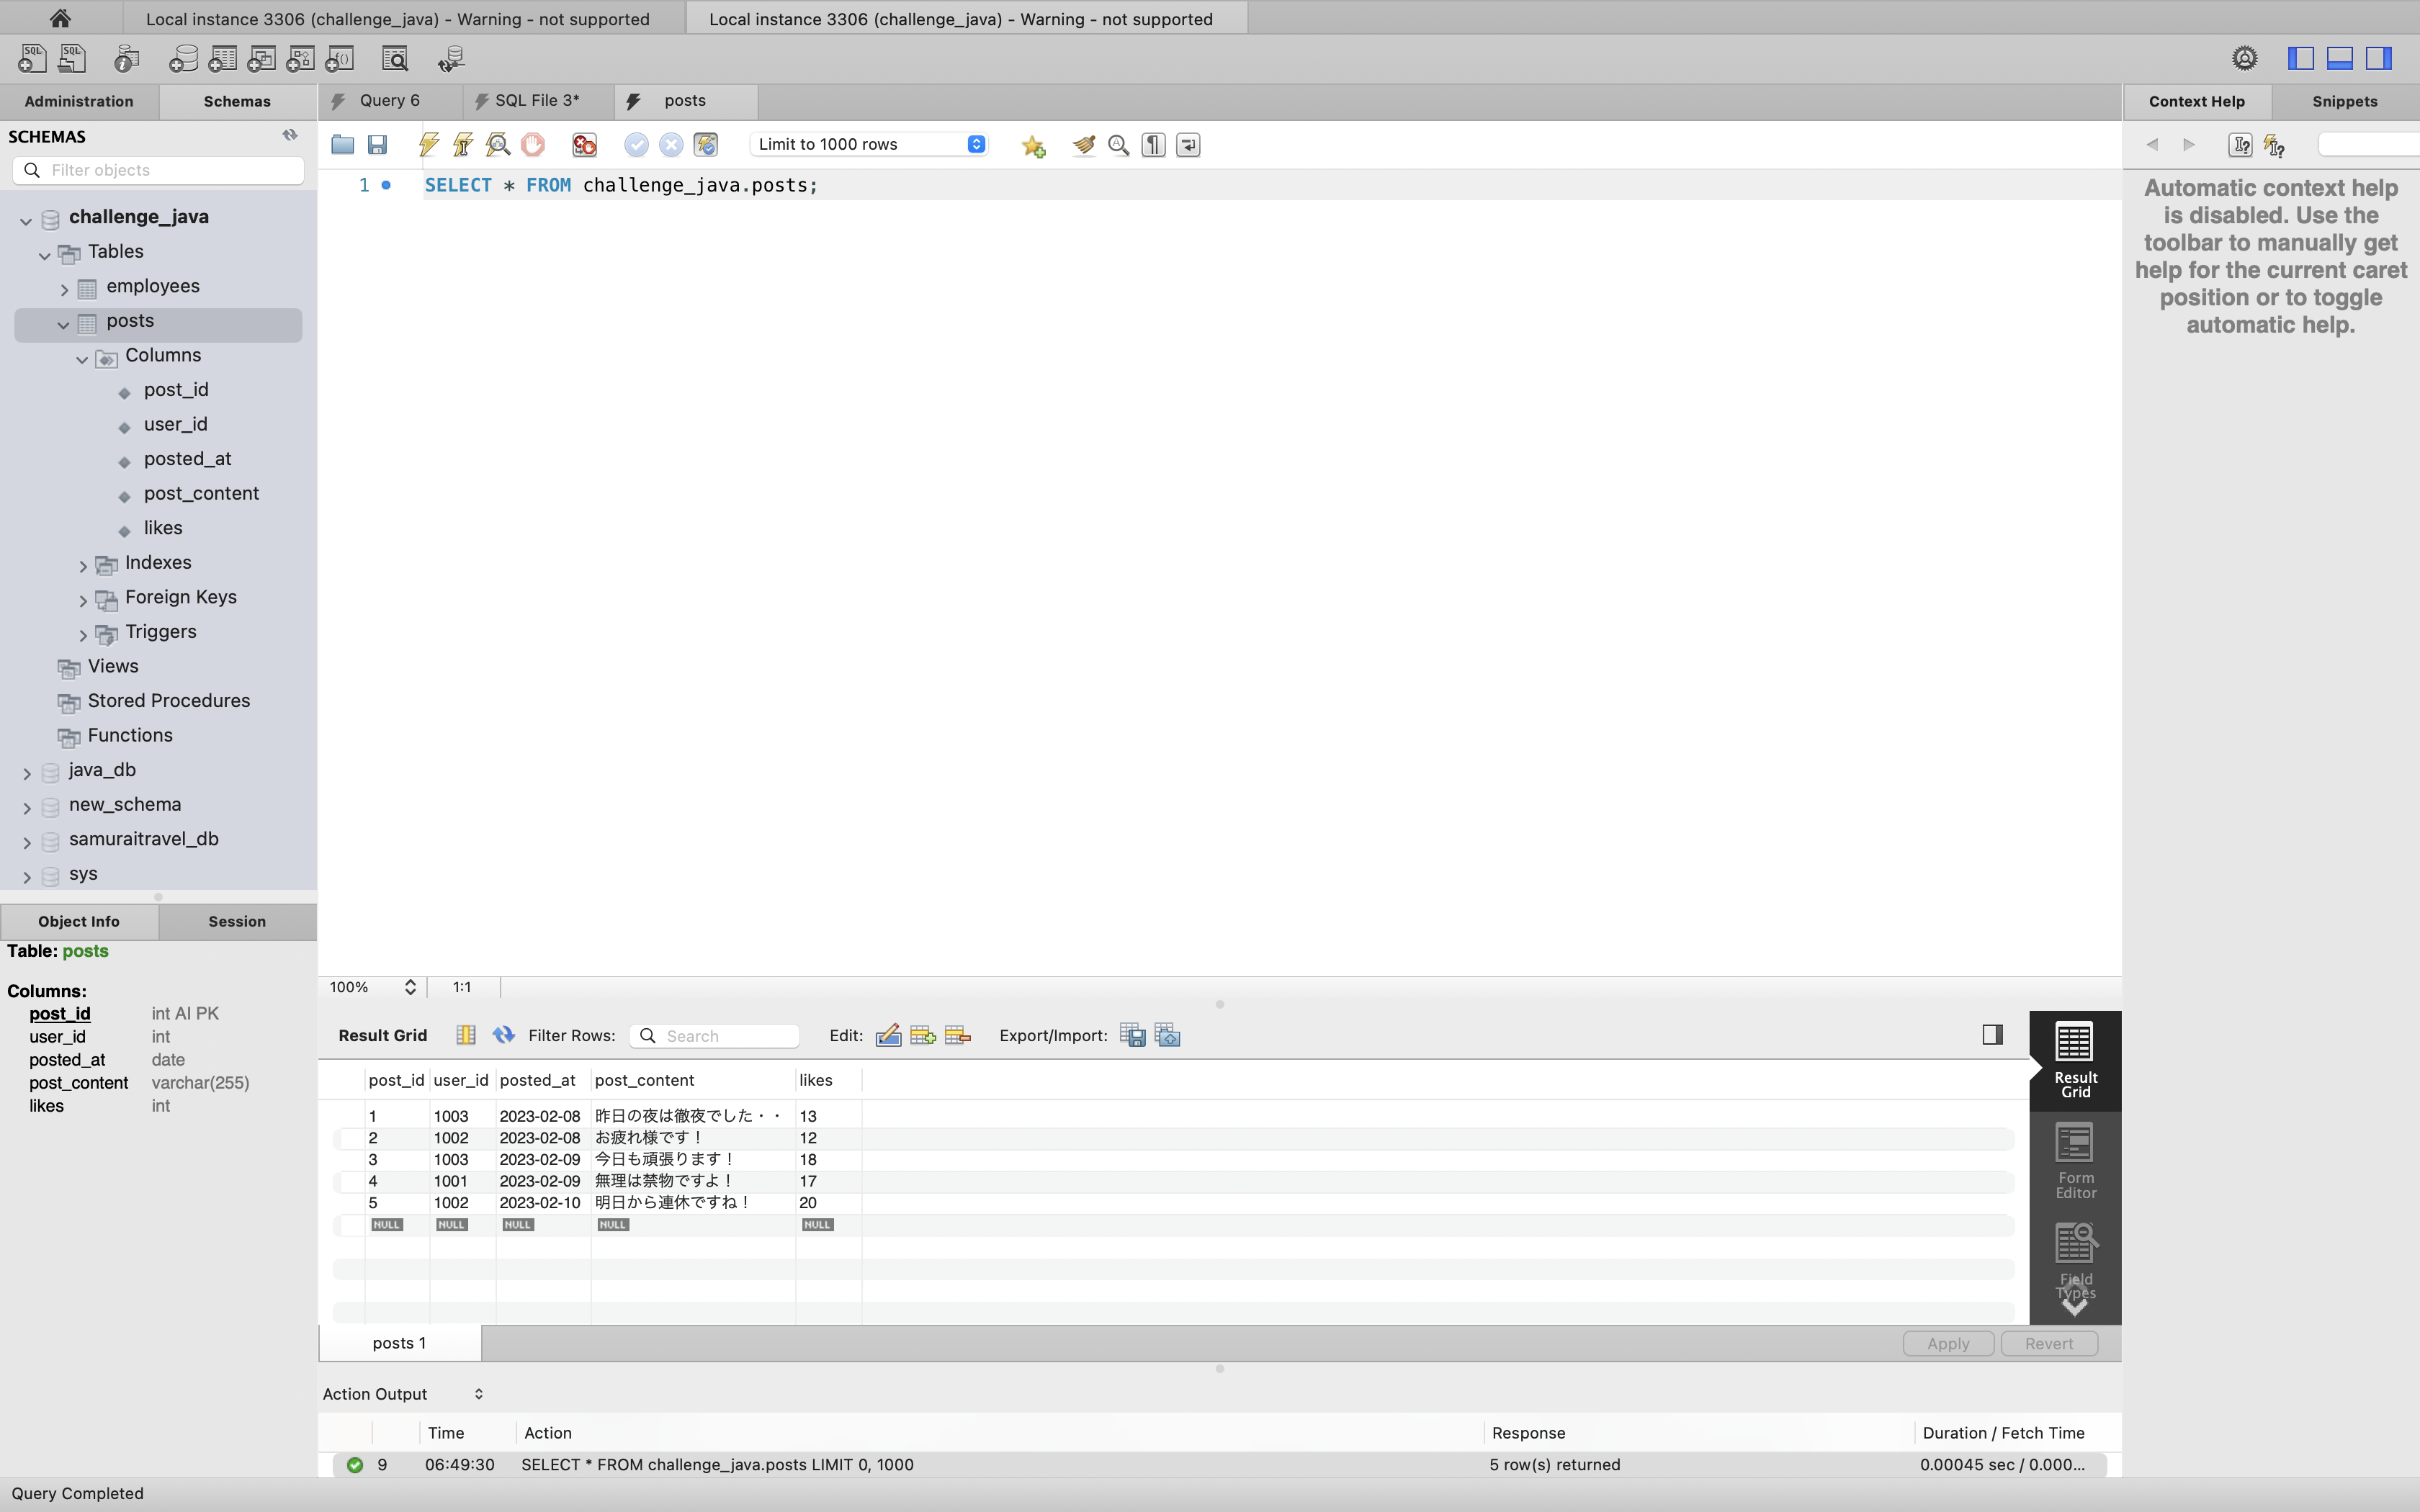 Local instance 3306 (challenge_java) - Warning - not supported
Local instance 3306 (challenge_java) - Warning - not supported
SQL SQL
Administration Schemas
Query 6 SQL File 3* posts
Context Help Snippets
SCHEMAS
Filter objects
Limit to 1000 rows
1 SELECT * FROM challenge_java.posts;
Automatic context help
is disabled. Use the
toolbar to manually get
help for the current caret
position or to toggle
automatic help.
challenge_java
Tables
employees
posts
Columns
post_id
user_id
posted_at
post_content
likes
Indexes
Foreign Keys
Triggers
Views
Stored Procedures
Functions
java_db
new_schema
samuraitravel_db
sys
Object Info Session
Table: posts
Columns:
post_id int AI PK
user_id int
posted_at date
post_content varchar(255)
likes int
100% 1:1
Result Grid Filter Rows: Search Edit: Export/Import:
post_id user_id posted_at post_content likes
1 1003 2023-02-08 昨日の夜は徹夜でした・・ 13
2 1002 2023-02-08 お疲れ様です！ 12
3 1003 2023-02-09 今日も頑張ります！ 18
4 1001 2023-02-09 無理は禁物ですよ！ 17
5 1002 2023-02-10 明日から連休ですね！ 20
NULL NULL NULL NULL NULL
Result
Grid
Form
Editor
Field
Types
posts 1 Apply Revert
Action Output
Time Action Response Duration / Fetch Time
9 06:49:30 SELECT * FROM challenge_java.posts LIMIT 0, 1000 5 row(s) returned 0.00045 sec / 0.000...
Query Completed